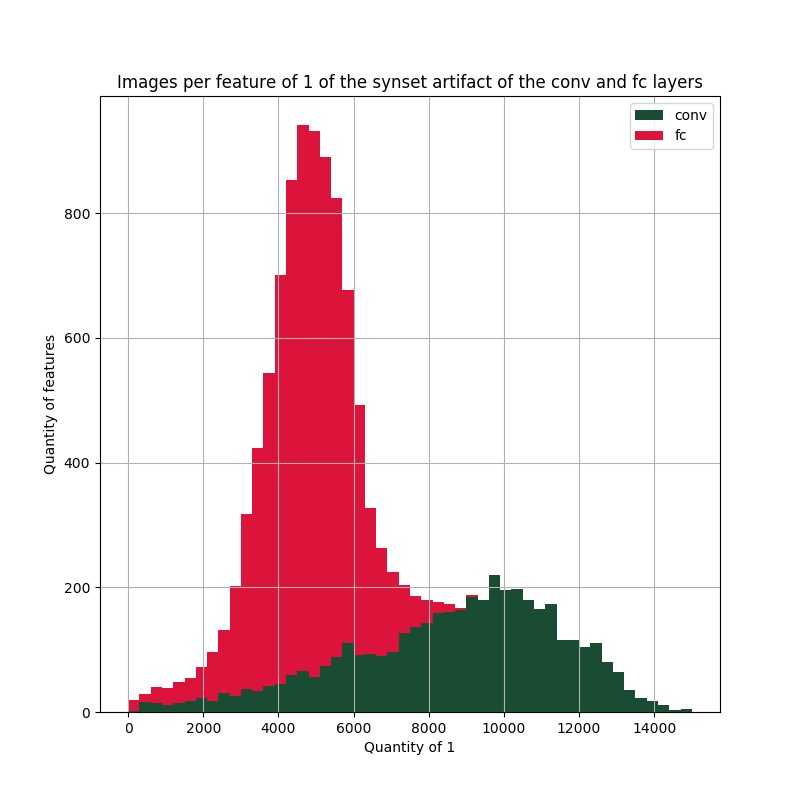 Images per feature of 1 of the synset artifact of the conv and fc layers
conv
fc
Quantity of features
800
600
400
200
0
0 2000 4000 6000 8000 10000 12000 14000
Quantity of 1